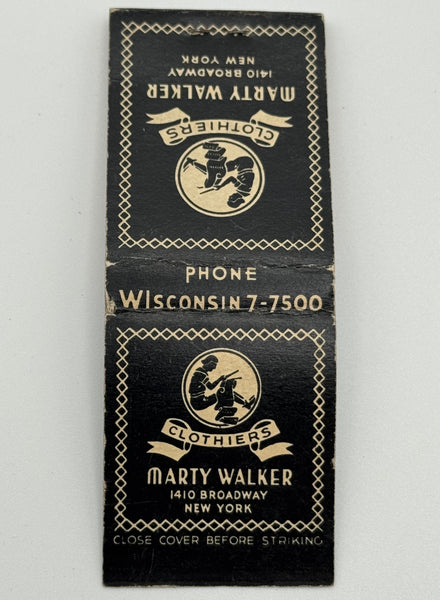 MARTY WALKER
1410 BROADWAY
NEW YORK
CLOTHIERS
PHONE
WISCONSIN 7-7500
CLOTHIERS
MARTY WALKER
1410 BROADWAY
NEW YORK
CLOSE COVER BEFORE STRIKING